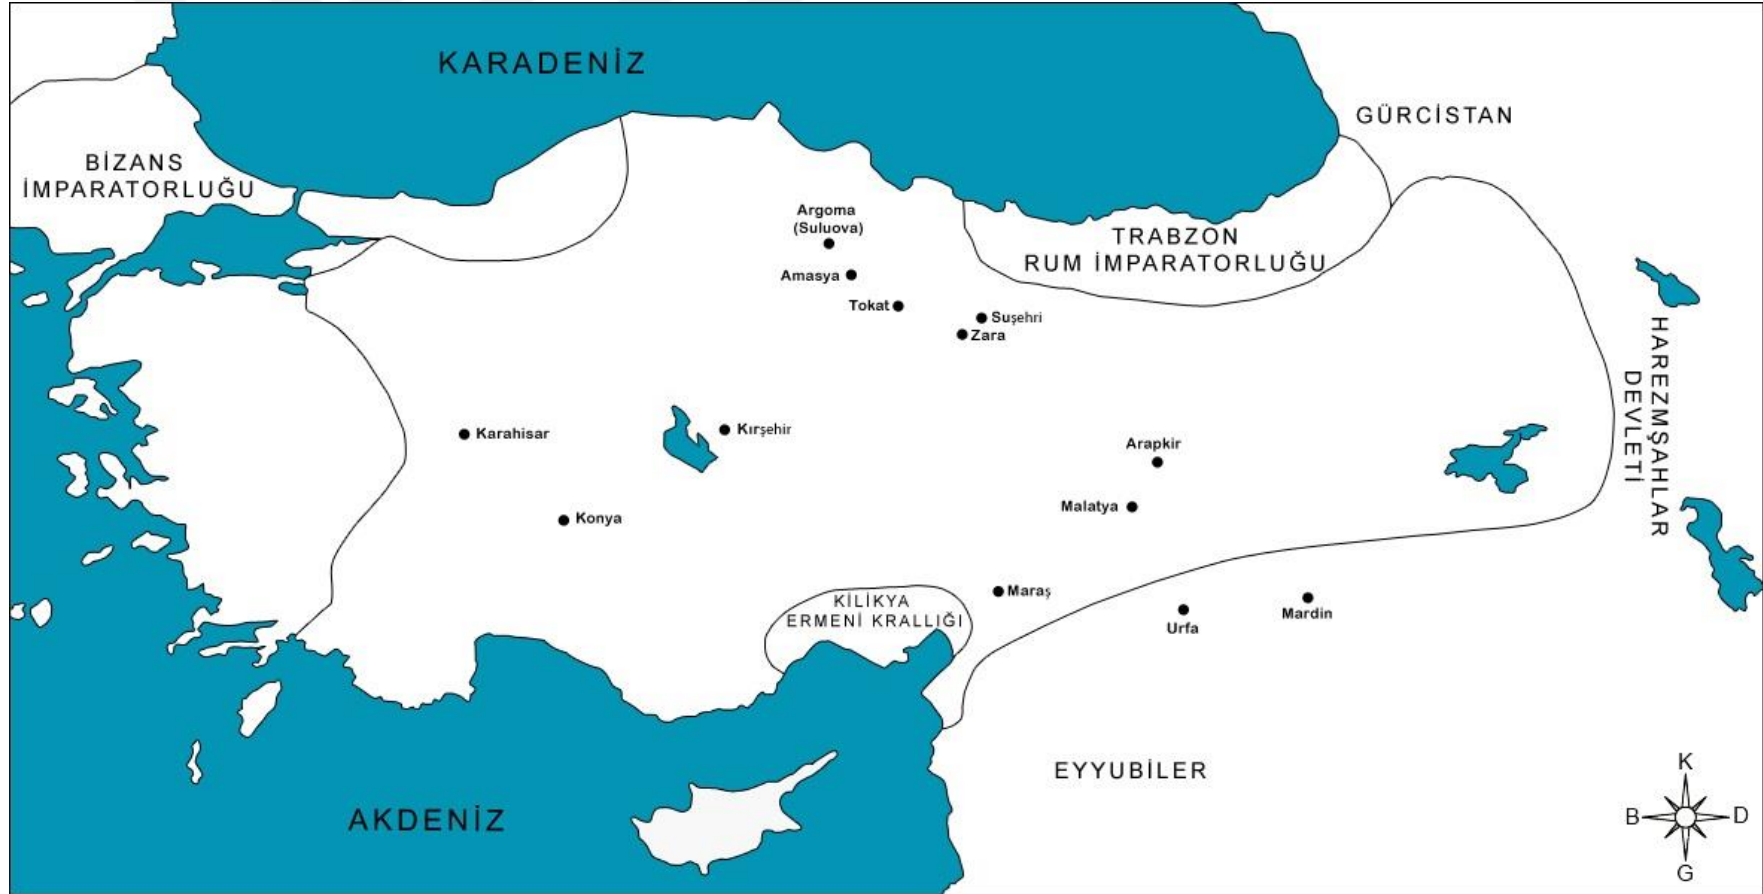 KARADENİZ
GÜRCİSTAN
BİZANS
İMPARATORLUĞU
Argoma
(Suluova)
TRABZON
RUM İMPARATORLUĞU
Amasya
Tokat
Suşehri
Zara
HAREZMŞAHLAR
DEVLETİ
Karahisar
Kırşehir
Arapkir
Malatya
Konya
Maraş
KİLİKYA
ERMENİ KRALLIĞI
Urfa
Mardin
EYYUBİLER
AKDENİZ
K
B
D
G